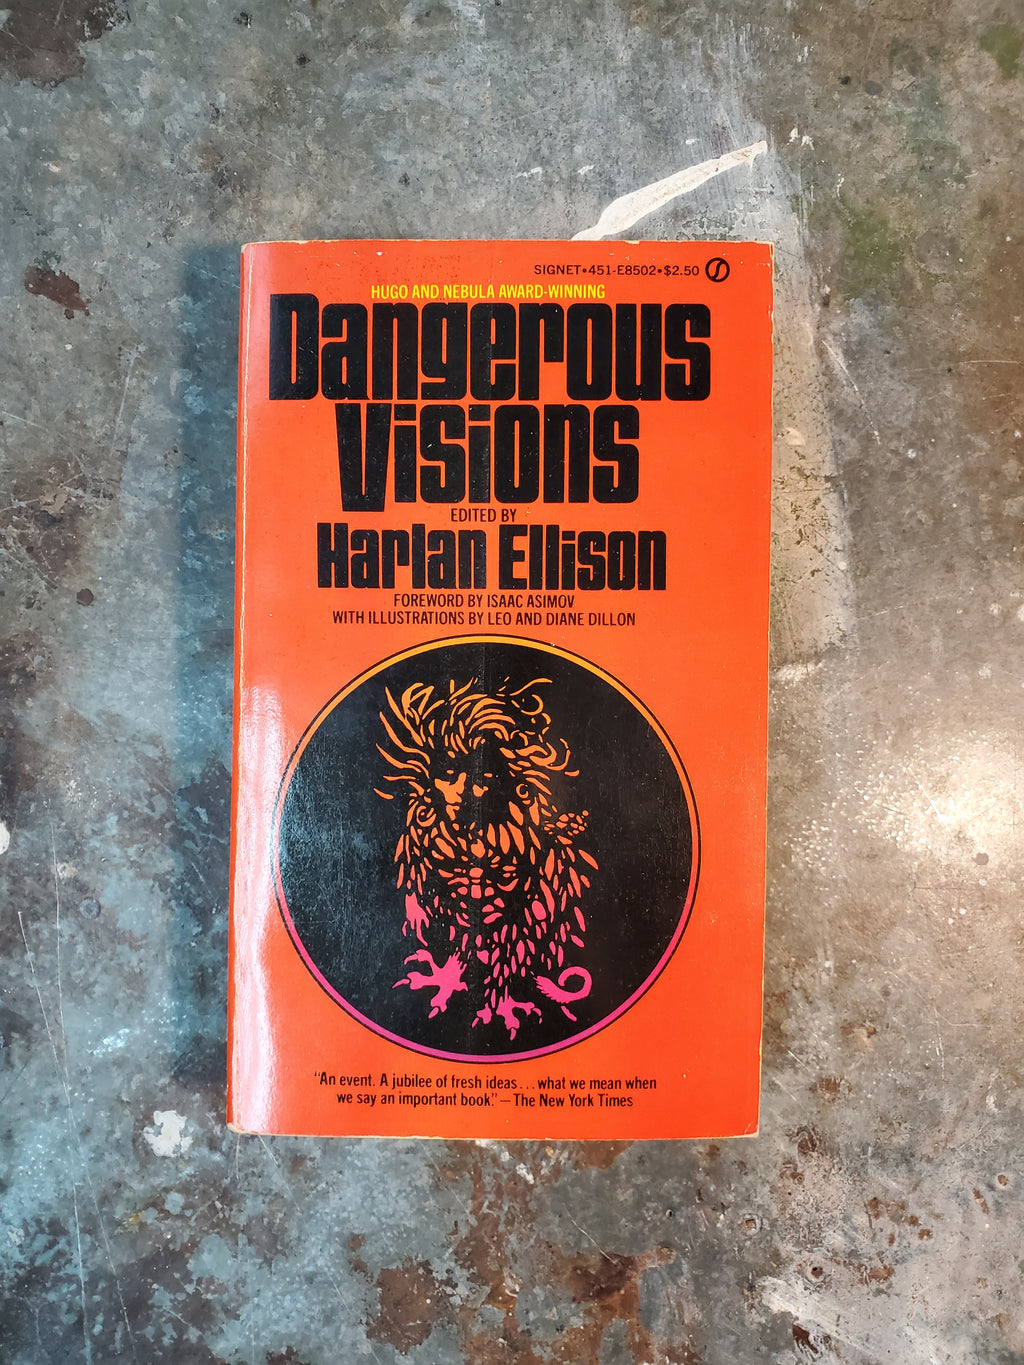 SIGNET•451-E8502•$2.50
HUGO AND NEBULA AWARD-WINNING
Dangerous
Visions
EDITED BY
Harlan Ellison
FOREWORD BY ISAAC ASIMOV
WITH ILLUSTRATIONS BY LEO AND DIANE DILLON
"An event. A jubilee of fresh ideas...what we mean when
we say an important book."—The New York Times